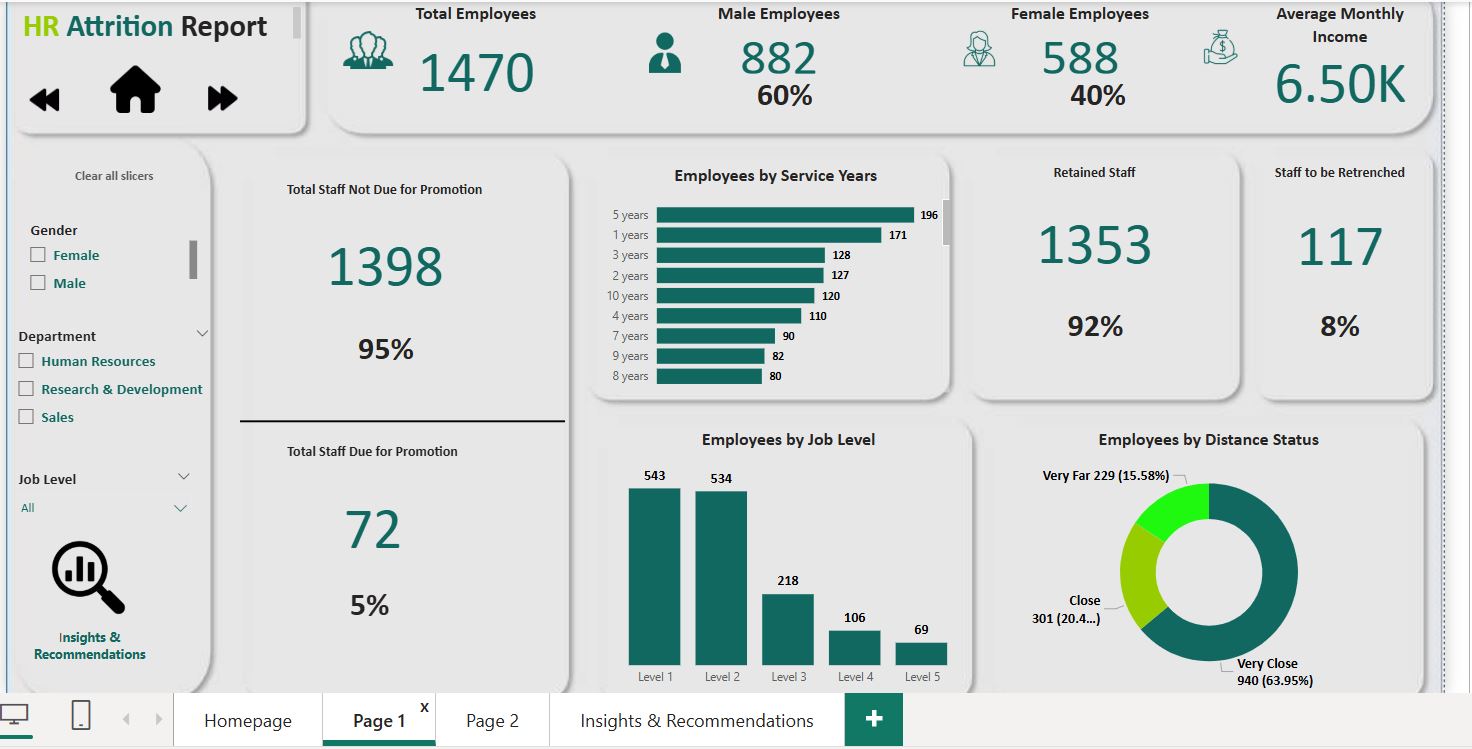 HR Attrition Report
Total Employees
1470
Male Employees
882
60%
Female Employees
588
40%
Average Monthly
Income
6.50K
Clear all slicers
Gender
Female
Male
Department
Human Resources
Research & Development
Sales
Job Level
All
Insights &
Recommendations
Total Staff Not Due for Promotion
1398
95%
Total Staff Due for Promotion
72
5%
Employees by Service Years
5 years 196
1 years 171
3 years 128
2 years 127
10 years 120
4 years 110
7 years 90
9 years 82
8 years 80
Retained Staff
1353
92%
Staff to be Retrenched
117
8%
Employees by Job Level
543 534 218 106 69
Level 1 Level 2 Level 3 Level 4 Level 5
Employees by Distance Status
Very Far 229 (15.58%)
Close
301 (20.4...)
Very Close
940 (63.95%)
Homepage Page 1 x Page 2 Insights & Recommendations +